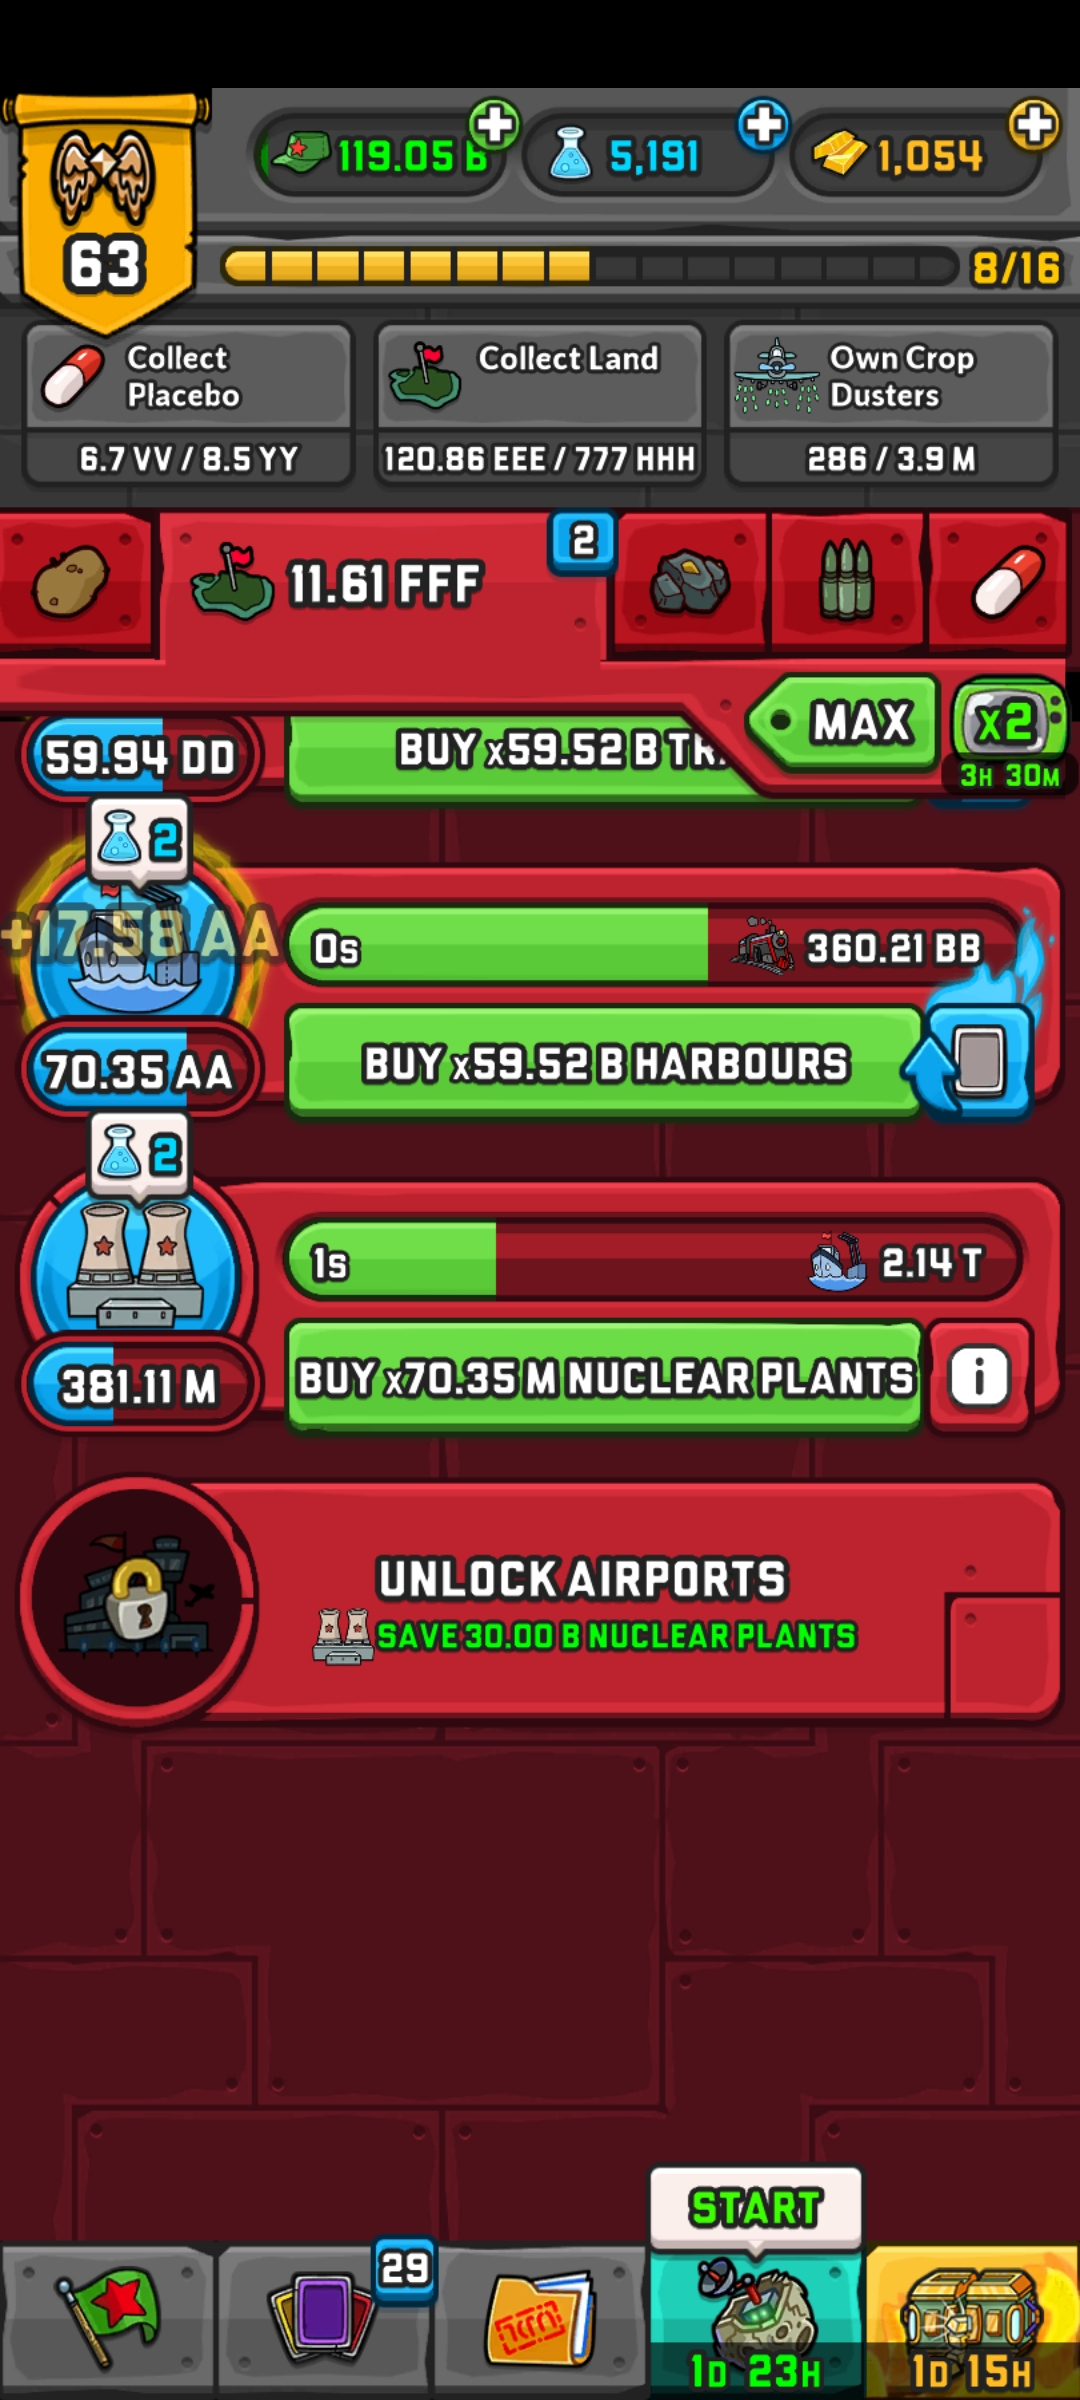 63
119.05 B
5,191
1,054
8/16
Collect
Placebo
6.7 VV / 8.5 YY
Collect Land
120.86 EEE / 777 HHH
Own Crop
Dusters
286 / 3.9 M
11.61 FFF
2
MAX
x2
3H 30M
59.94 DD
BUY x59.52 B
2
+17.58 AA
0s
360.21 BB
70.35 AA
BUY x59.52 B HARBOURS
2
1s
2.14 T
381.11 M
BUY x70.35 M NUCLEAR PLANTS
i
UNLOCK AIRPORTS
SAVE 30.00 B NUCLEAR PLANTS
START
29
1D 23H
1D 15H